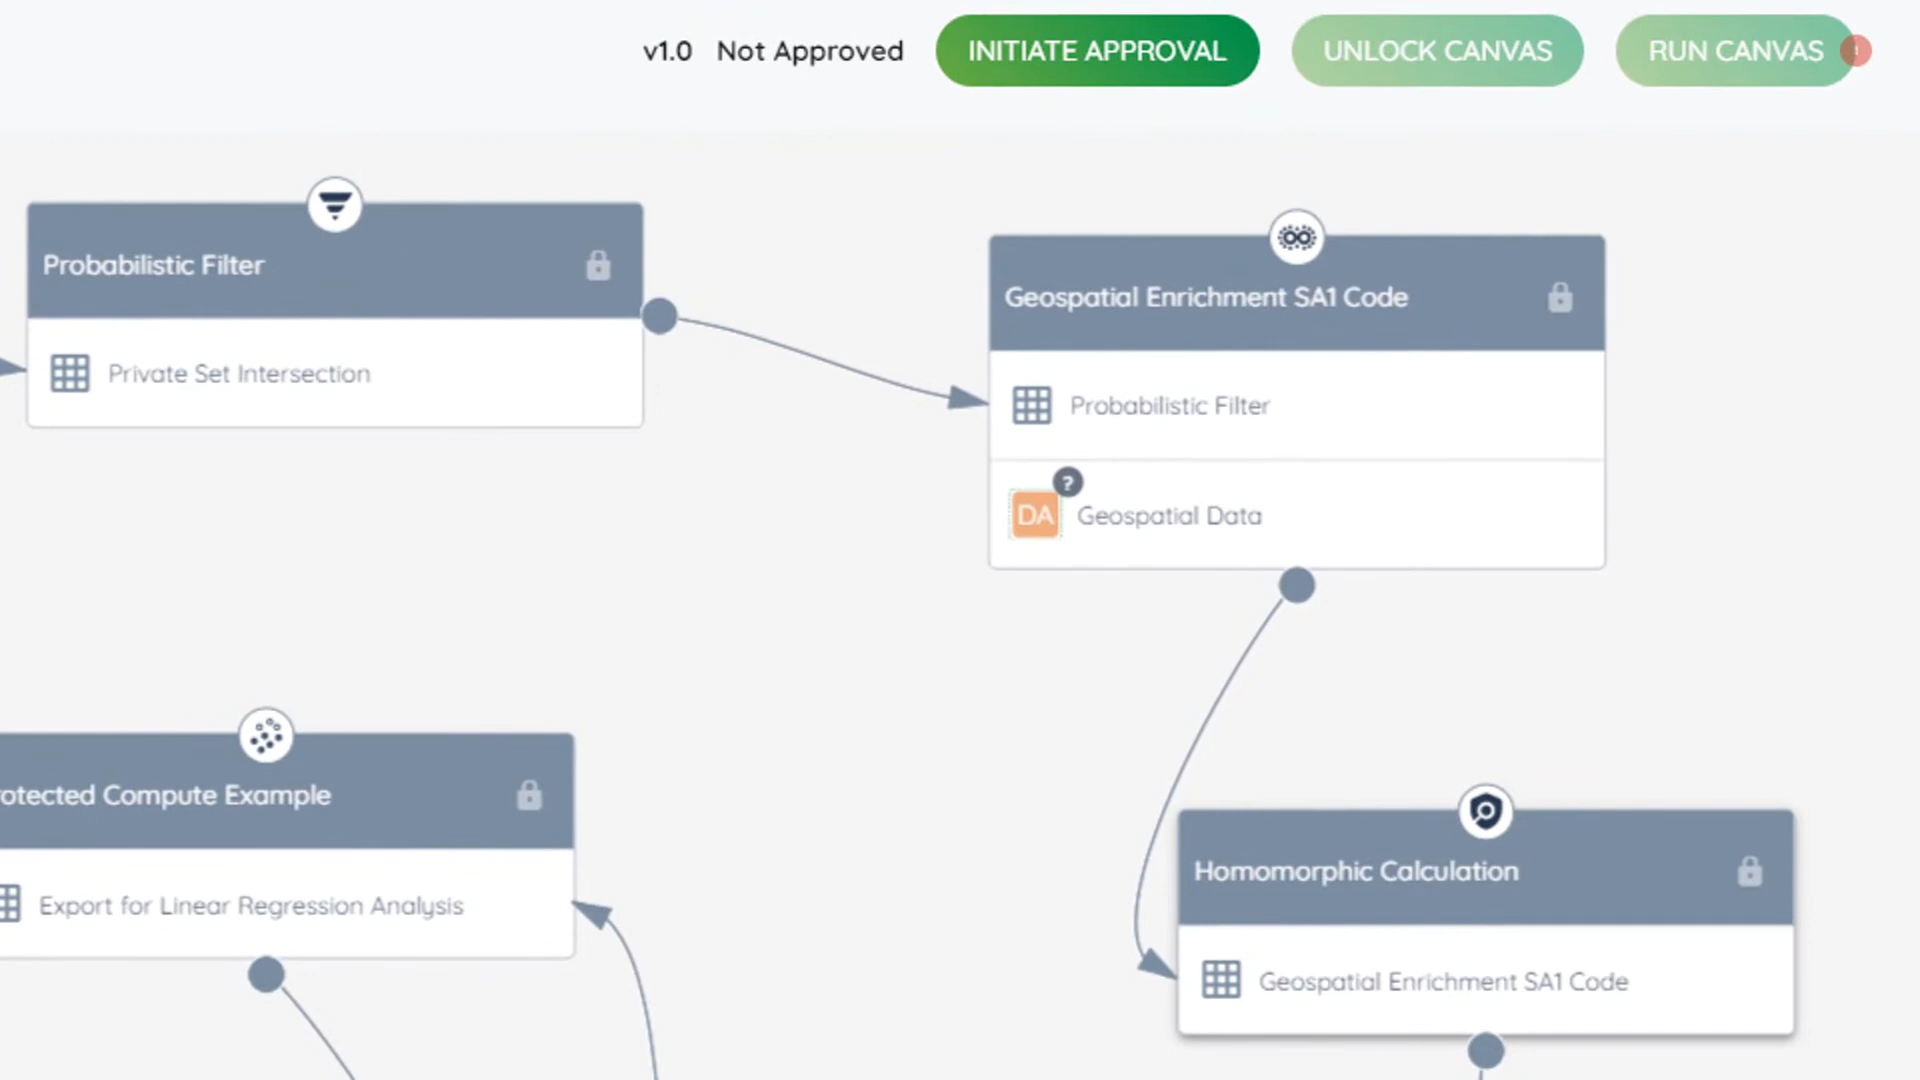 v1.0 Not Approved INITIATE APPROVAL UNLOCK CANVAS RUN CANVAS
Probabilistic Filter
Private Set Intersection
Geospatial Enrichment SA1 Code
Probabilistic Filter
?
DA Geospatial Data
otected Compute Example
Export for Linear Regression Analysis
Homomorphic Calculation
Geospatial Enrichment SA1 Code